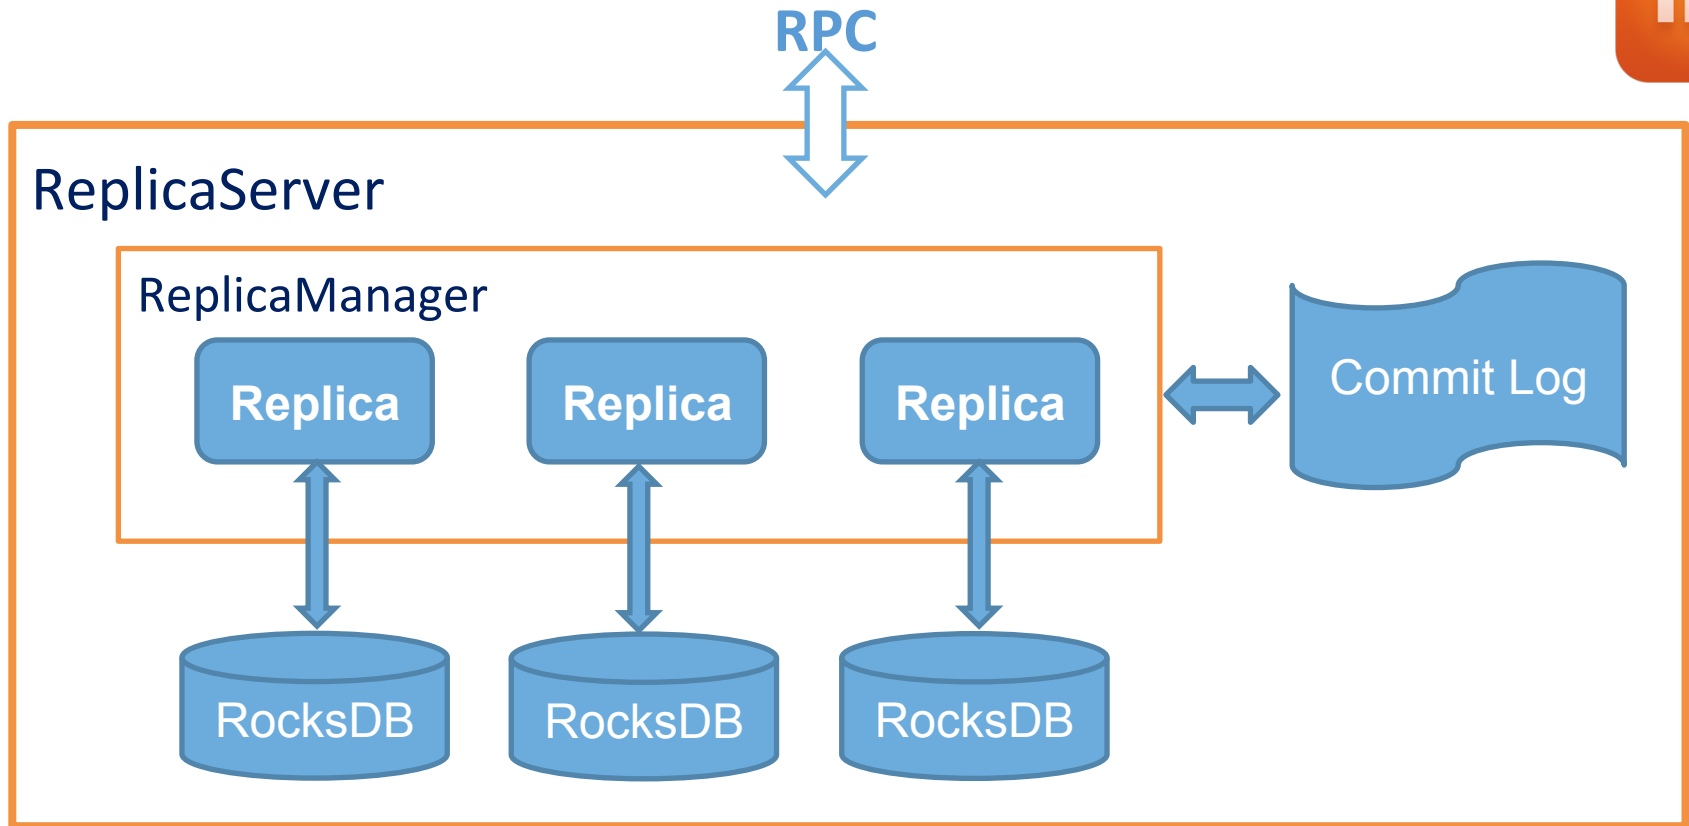 RPC
ReplicaServer
ReplicaManager
Replica
Replica
Replica
Commit Log
RocksDB
RocksDB
RocksDB